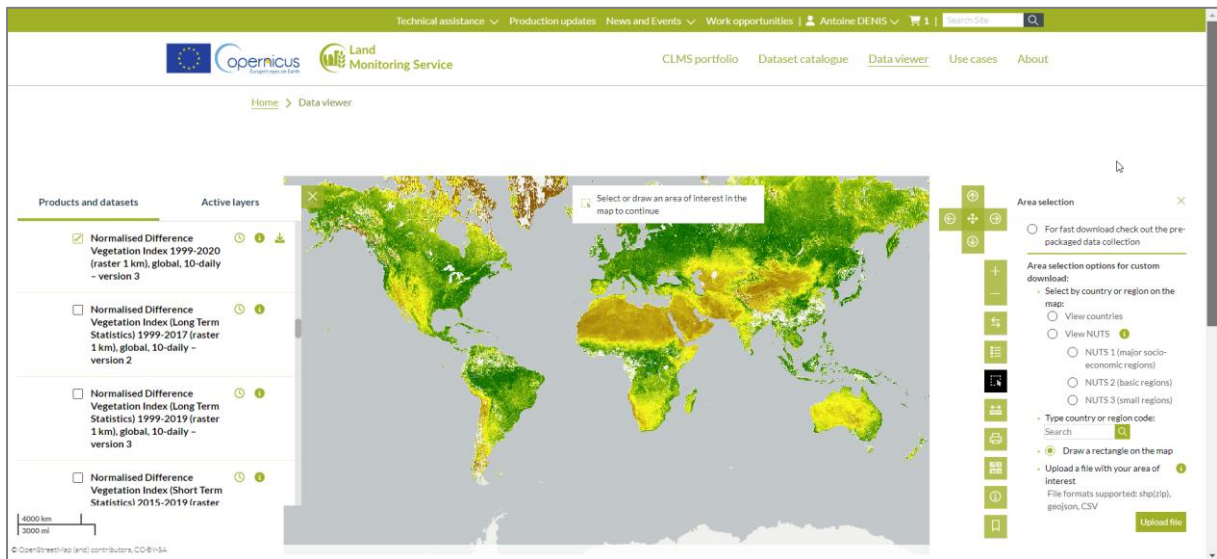 Technical assistance Production updates News and Events Work opportunities | Antoine DENIS 1 | Search Site
opernicus
Europe's eyes on Earth
Land
Monitoring Service
CLMS portfolio Dataset catalogue Data viewer Use cases About
Home > Data viewer
Products and datasets Active layers
Normalised Difference
Vegetation Index 1999-2020
(raster 1 km), global, 10-daily
– version 3
Normalised Difference
Vegetation Index (Long Term
Statistics) 1999-2017 (raster
1 km), global, 10-daily –
version 2
Normalised Difference
Vegetation Index (Long Term
Statistics) 1999-2019 (raster
1 km), global, 10-daily –
version 3
Normalised Difference
Vegetation Index (Short Term
Statistics) 2015-2019 (raster
4000 km
3000 mi
© OpenStreetMap (and) contributors, CC-BY-SA
Select or draw an area of interest in the
map to continue
Area selection
For fast download check out the pre-
packaged data collection
Area selection options for custom
download:
Select by country or region on the
map:
View countries
View NUTS
NUTS 1 (major socio-
economic regions)
NUTS 2 (basic regions)
NUTS 3 (small regions)
Type country or region code:
Search
Draw a rectangle on the map
Upload a file with your area of
interest
File formats supported: shp(zip),
geojson, CSV
Upload file